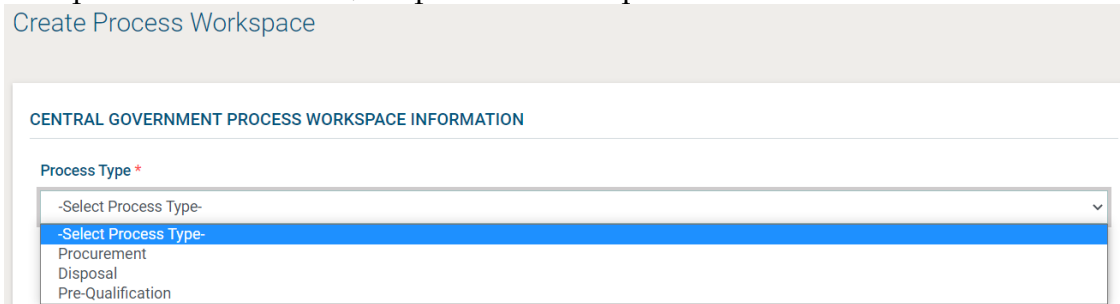 Create Process Workspace
CENTRAL GOVERNMENT PROCESS WORKSPACE INFORMATION
Process Type *
-Select Process Type-
-Select Process Type-
Procurement
Disposal
Pre-Qualification